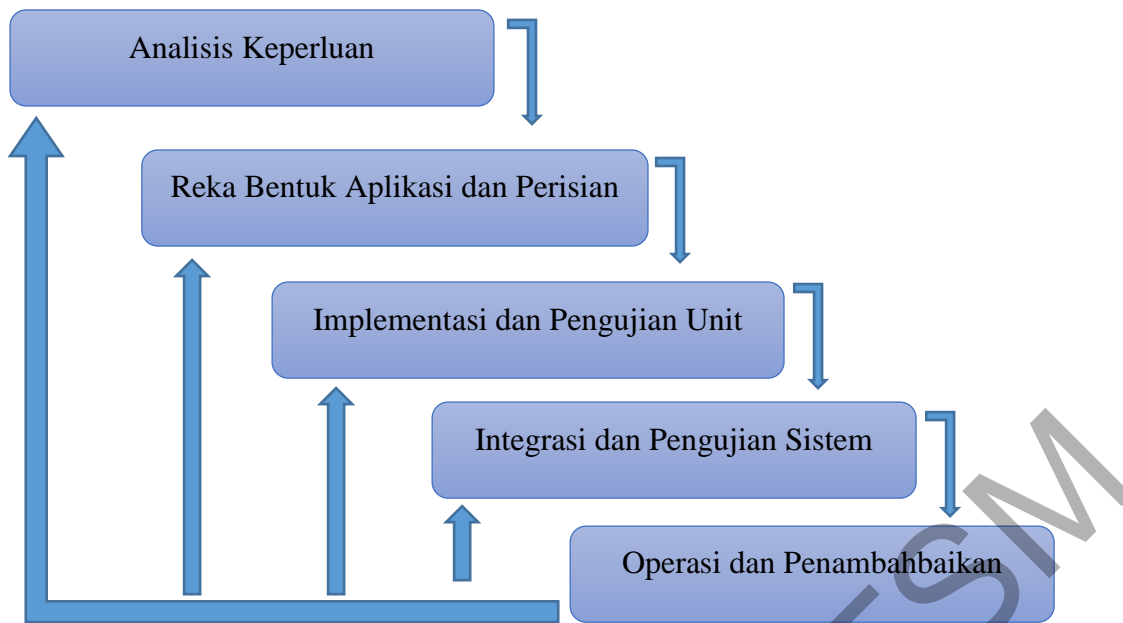 Analisis Keperluan
Reka Bentuk Aplikasi dan Perisian
Implementasi dan Pengujian Unit
Integrasi dan Pengujian Sistem
Operasi dan Penambahbaikan